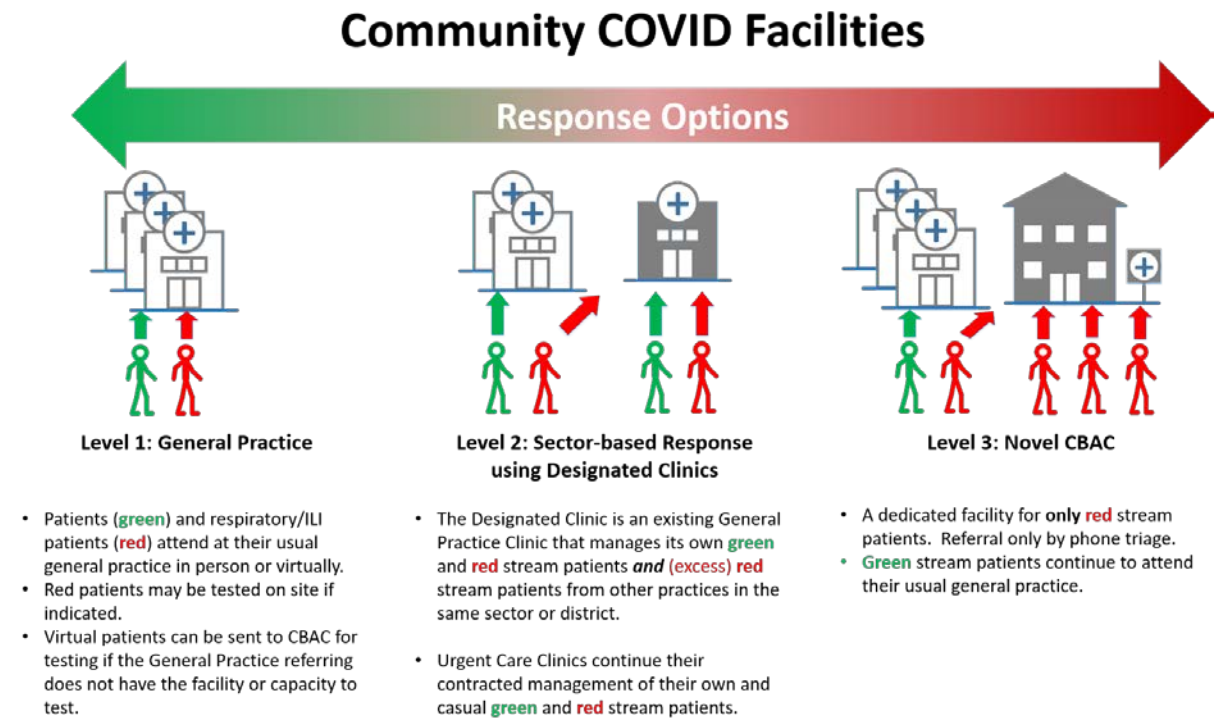 Community COVID Facilities
Response Options
Level 1: General Practice
• Patients (green) and respiratory/ILI
patients (red) attend at their usual
general practice in person or virtually.
• Red patients may be tested on site if
indicated.
• Virtual patients can be sent to CBAC for
testing if the General Practice referring
does not have the facility or capacity to
test.
Level 2: Sector-based Response
using Designated Clinics
• The Designated Clinic is an existing General
Practice Clinic that manages its own green
and red stream patients and (excess) red
stream patients from other practices in the
same sector or district.
• Urgent Care Clinics continue their
contracted management of their own and
casual green and red stream patients.
Level 3: Novel CBAC
• A dedicated facility for only red stream
patients. Referral only by phone triage.
• Green stream patients continue to attend
their usual general practice.